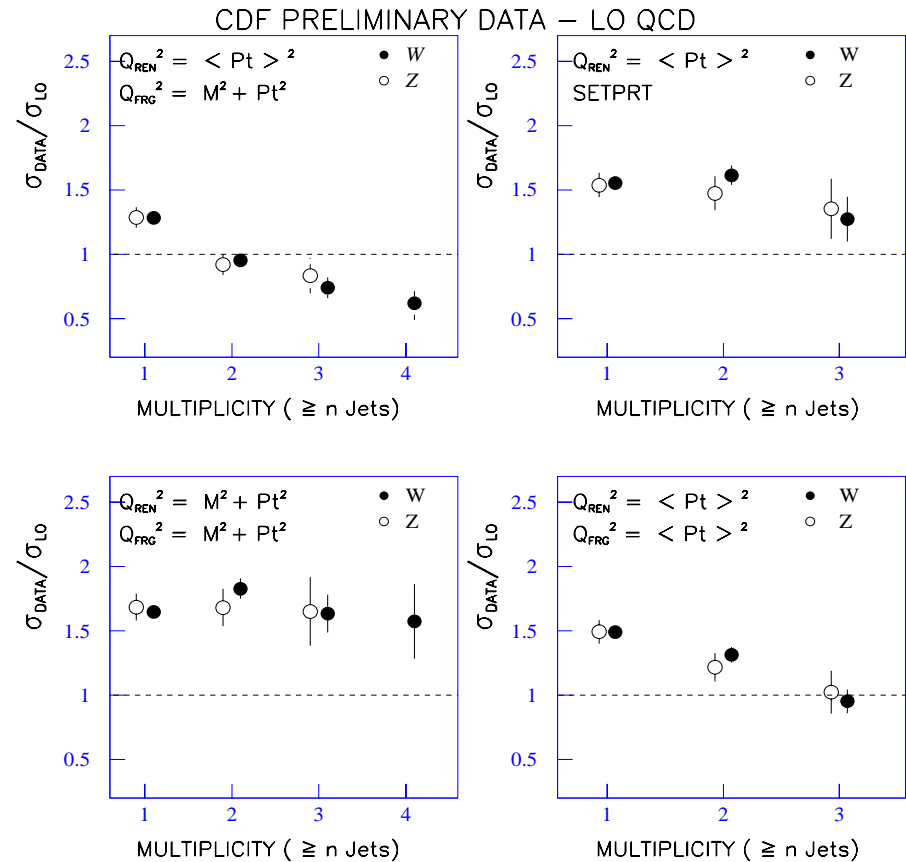 CDF PRELIMINARY DATA – LO QCD
Q_REN² = < Pt > ²
Q_FRG² = M² + Pt²
● W
○ Z
σ_DATA/σ_LO
2.5
2
1.5
1
0.5
1 2 3 4
MULTIPLICITY ( ≧ n Jets)
Q_REN² = < Pt > ²
SETPRT
● W
○ Z
σ_DATA/σ_LO
2.5
2
1.5
1
0.5
1 2 3
MULTIPLICITY ( ≧ n Jets)
Q_REN² = M² + Pt²
Q_FRG² = M² + Pt²
● W
○ Z
σ_DATA/σ_LO
2.5
2
1.5
1
0.5
1 2 3 4
MULTIPLICITY ( ≧ n Jets)
Q_REN² = < Pt > ²
Q_FRG² = < Pt > ²
● W
○ Z
σ_DATA/σ_LO
2.5
2
1.5
1
0.5
1 2 3
MULTIPLICITY ( ≧ n Jets)